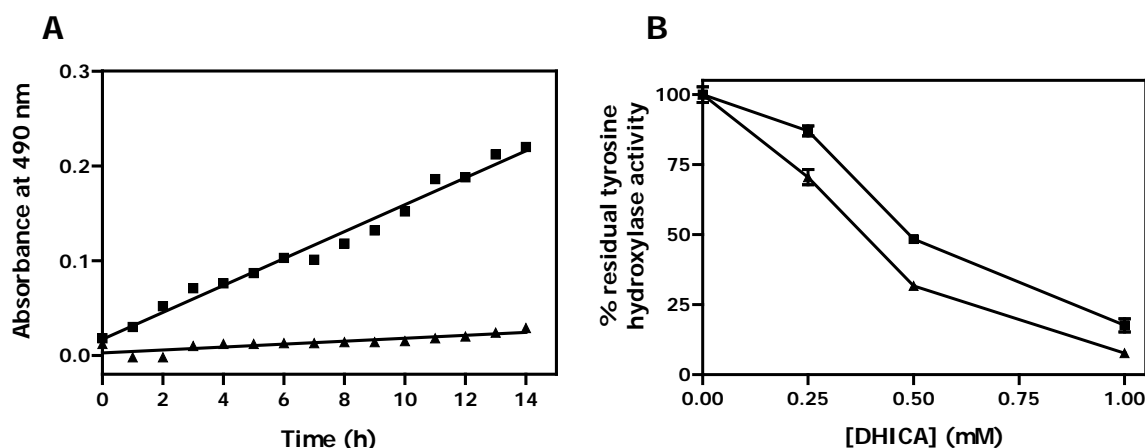 A
Absorbance at 490 nm
0.3
0.2
0.1
0.0
0 2 4 6 8 10 12 14
Time (h)
B
% residual tyrosine
hydroxylase activity
100
75
50
25
0
0.00 0.25 0.50 0.75 1.00
[DHICA] (mM)